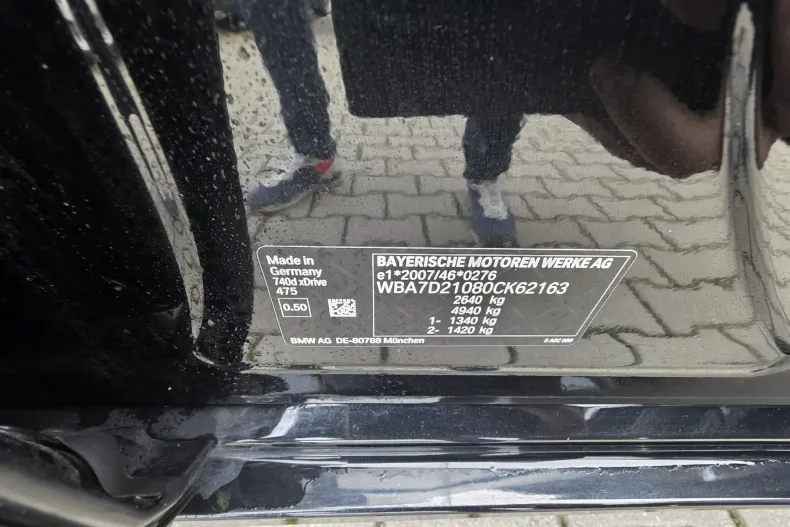 Made in
Germany
740d xDrive
475
0.50
BAYERISCHE MOTOREN WERKE AG
e1*2007/46*0276
WBA7D21080CK62163
2640 kg
4940 kg
1- 1340 kg
2- 1420 kg
BMW AG DE-80788 München